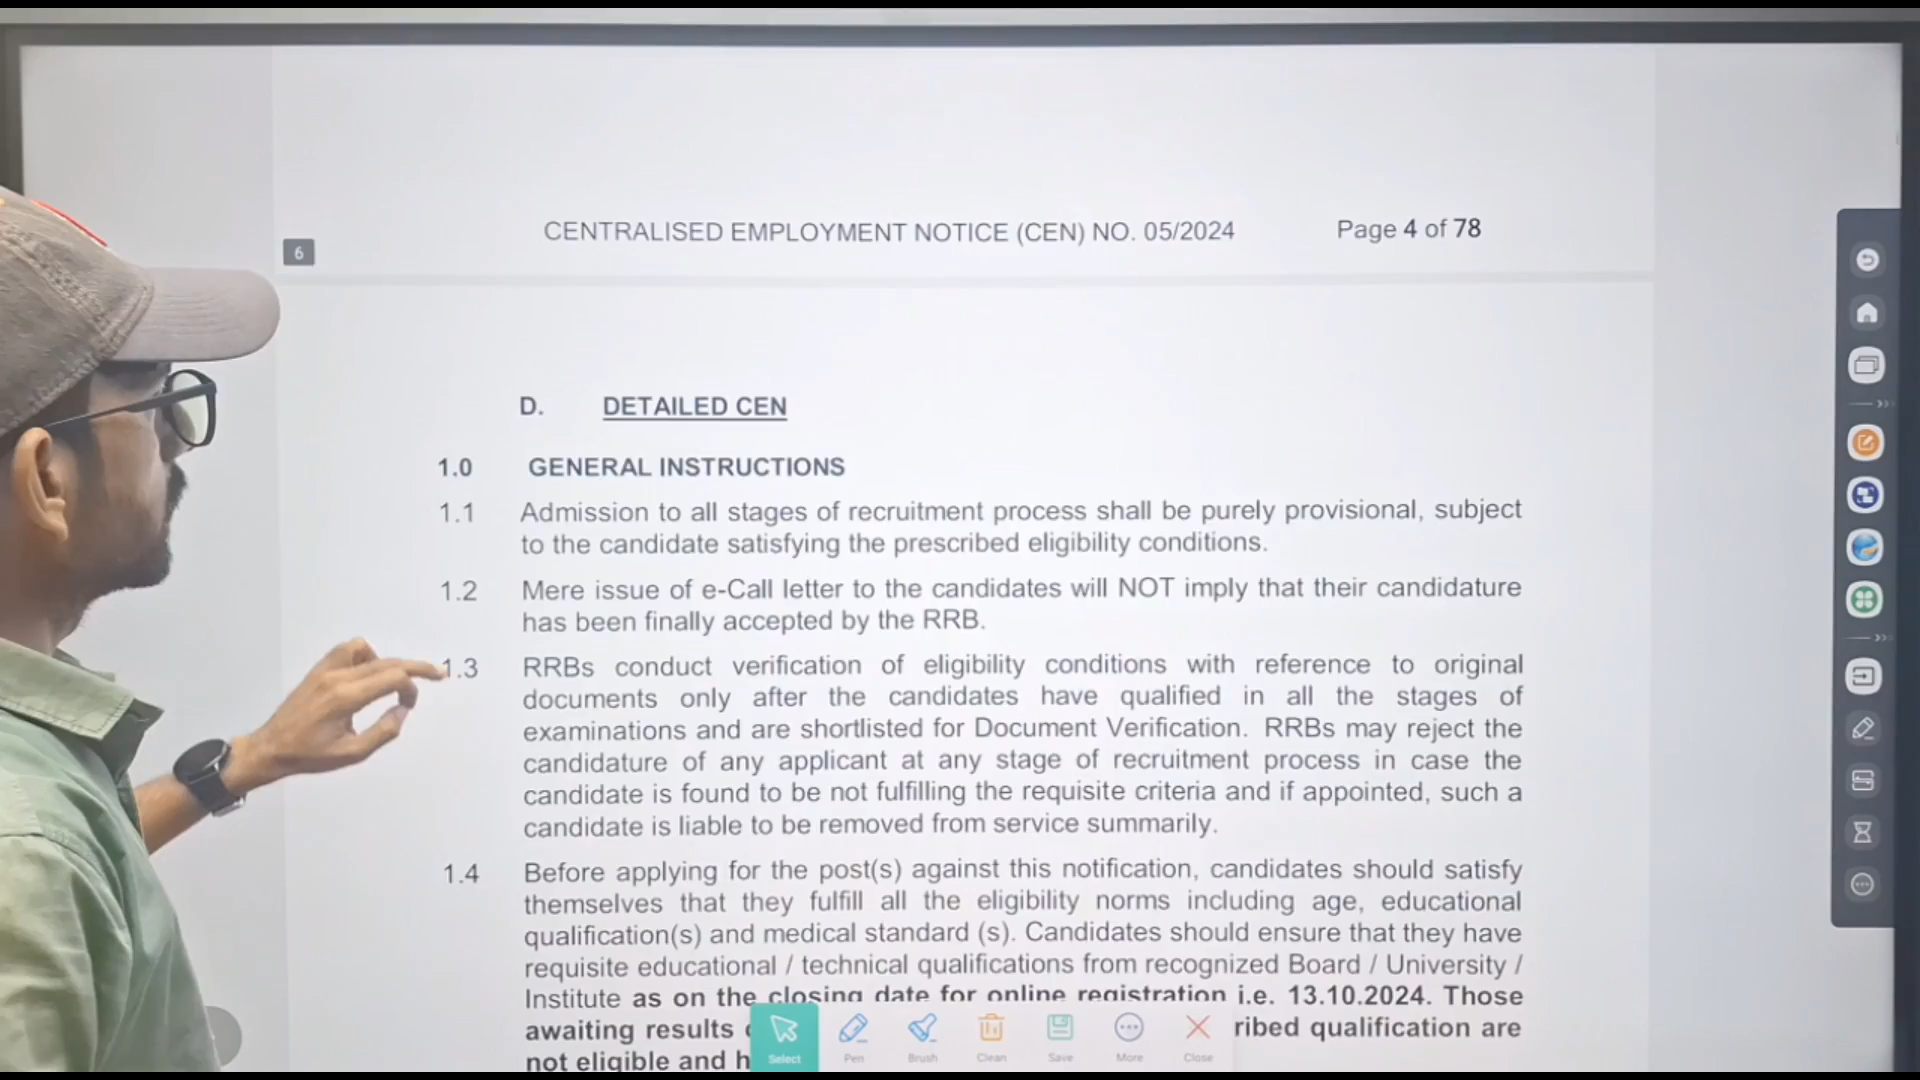 CENTRALISED EMPLOYMENT NOTICE (CEN) NO. 05/2024 Page 4 of 78
6
D. DETAILED CEN
1.0 GENERAL INSTRUCTIONS
1.1 Admission to all stages of recruitment process shall be purely provisional, subject
to the candidate satisfying the prescribed eligibility conditions.
1.2 Mere issue of e-Call letter to the candidates will NOT imply that their candidature
has been finally accepted by the RRB.
1.3 RRBs conduct verification of eligibility conditions with reference to original
documents only after the candidates have qualified in all the stages of
examinations and are shortlisted for Document Verification. RRBs may reject the
candidature of any applicant at any stage of recruitment process in case the
candidate is found to be not fulfilling the requisite criteria and if appointed, such a
candidate is liable to be removed from service summarily.
1.4 Before applying for the post(s) against this notification, candidates should satisfy
themselves that they fulfill all the eligibility norms including age, educational
qualification(s) and medical standard (s). Candidates should ensure that they have
requisite educational / technical qualifications from recognized Board / University /
Institute as on the closing date for online registration i.e. 13.10.2024. Those
awaiting results ribed qualification are
not eligible and h
Select Pen Brush Clean Save More Close